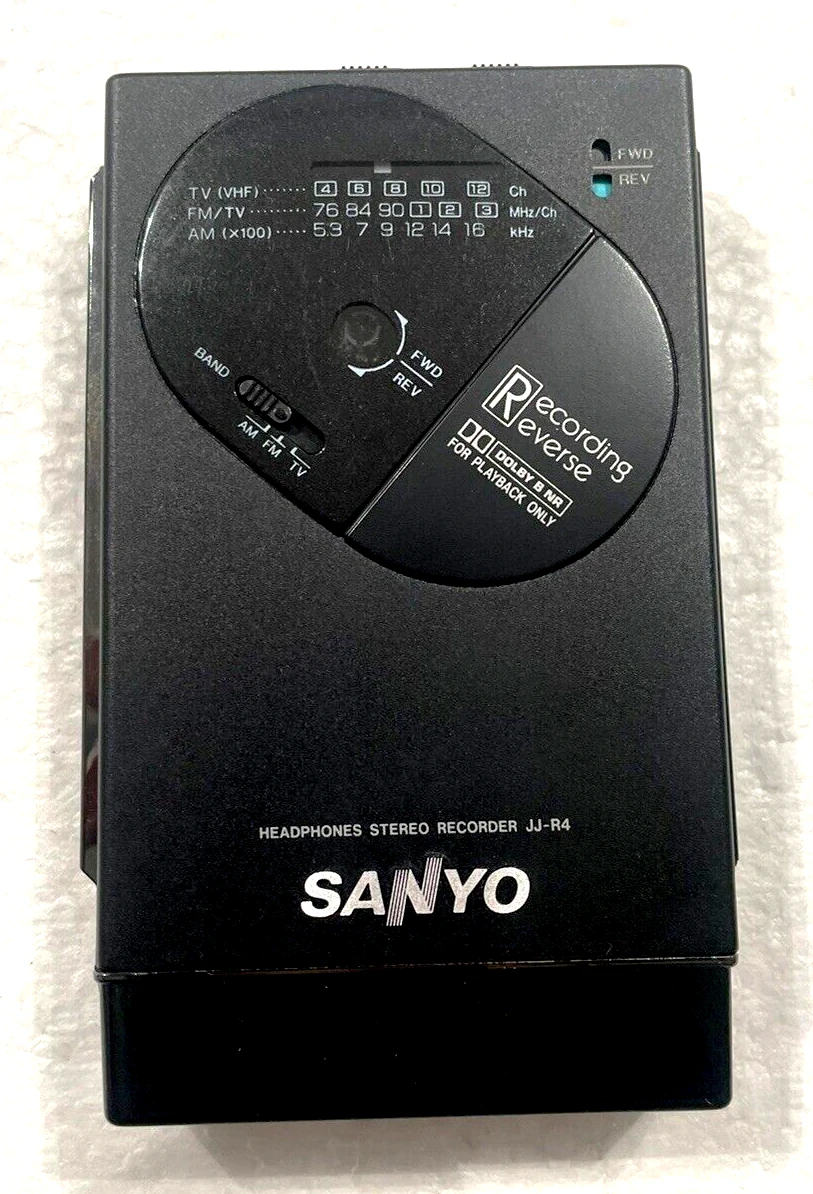 TV (VHF) ······· 4 6 8 10 12 Ch
FM/TV ········· 76 84 90 1 2 3 MHz/Ch
AM (×100) ····· 5.3 7 9 12 14 16 kHz
FWD
REV
FWD
REV
BAND
AM FM TV
Recording
Reverse
DOLBY B NR
FOR PLAYBACK ONLY
HEADPHONES STEREO RECORDER JJ-R4
SANYO